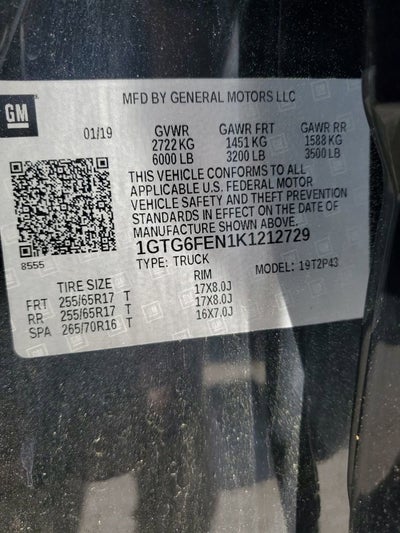 GM
MFD BY GENERAL MOTORS LLC
01/19 GVWR GAWR FRT GAWR RR
2722 KG 1451 KG 1588 KG
6000 LB 3200 LB 3500 LB
THIS VEHICLE CONFORMS TO ALL
APPLICABLE U.S. FEDERAL MOTOR
VEHICLE SAFETY AND THEFT PREVENTION
STANDARDS IN EFFECT ON THE DATE OF
MANUFACTURE SHOWN ABOVE.
1GTG6FEN1K1212729
8555
TYPE: TRUCK MODEL: 19T2P43
TIRE SIZE RIM
FRT 255/65R17 T 17X8.0J
RR 255/65R17 T 17X8.0J
SPA 265/70R16 T 16X7.0J